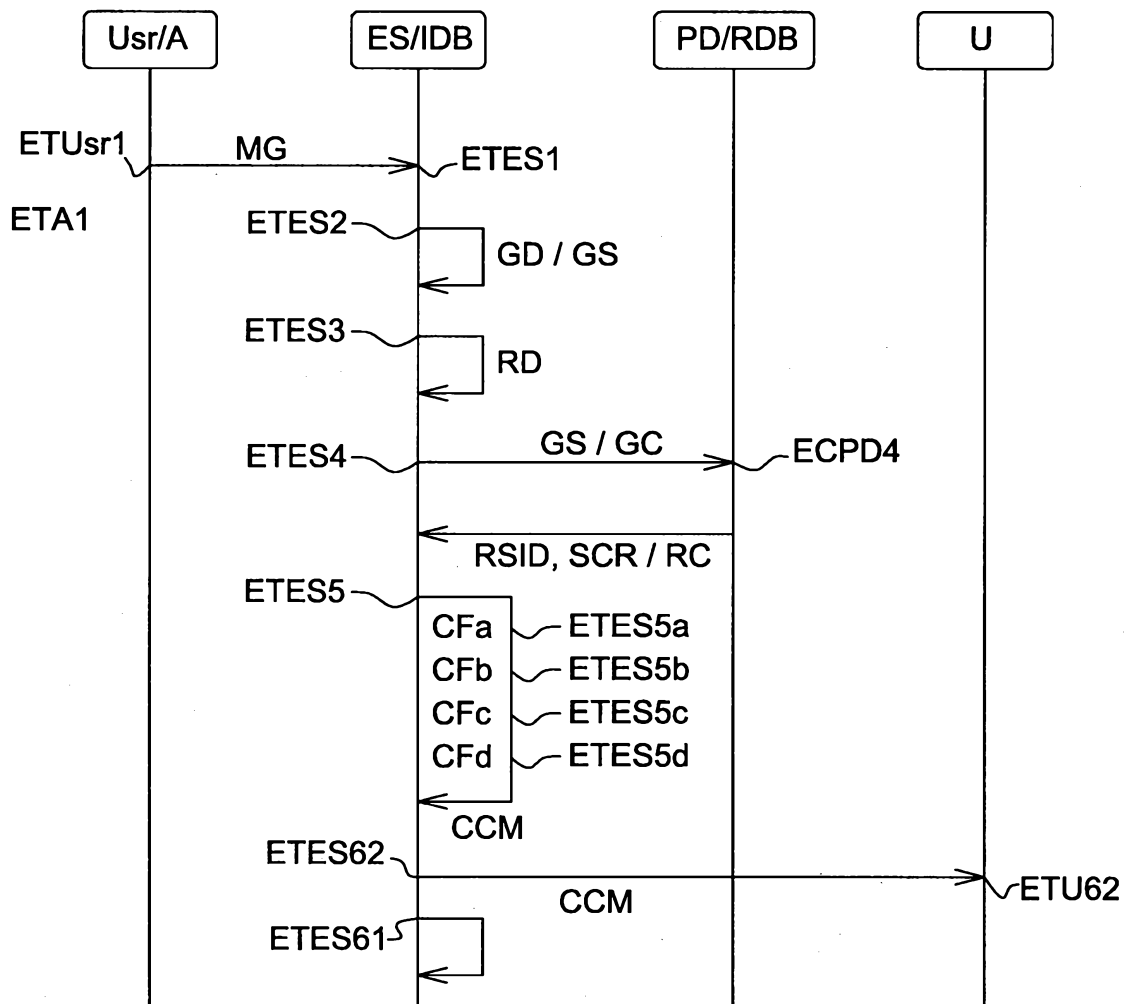 Usr/A
ES/IDB
PD/RDB
U
ETUsr1
MG
ETES1
ETA1
ETES2
GD / GS
ETES3
RD
ETES4
GS / GC
ECPD4
RSID, SCR / RC
ETES5
CFa
ETES5a
CFb
ETES5b
CFc
ETES5c
CFd
ETES5d
CCM
ETES62
CCM
ETU62
ETES61